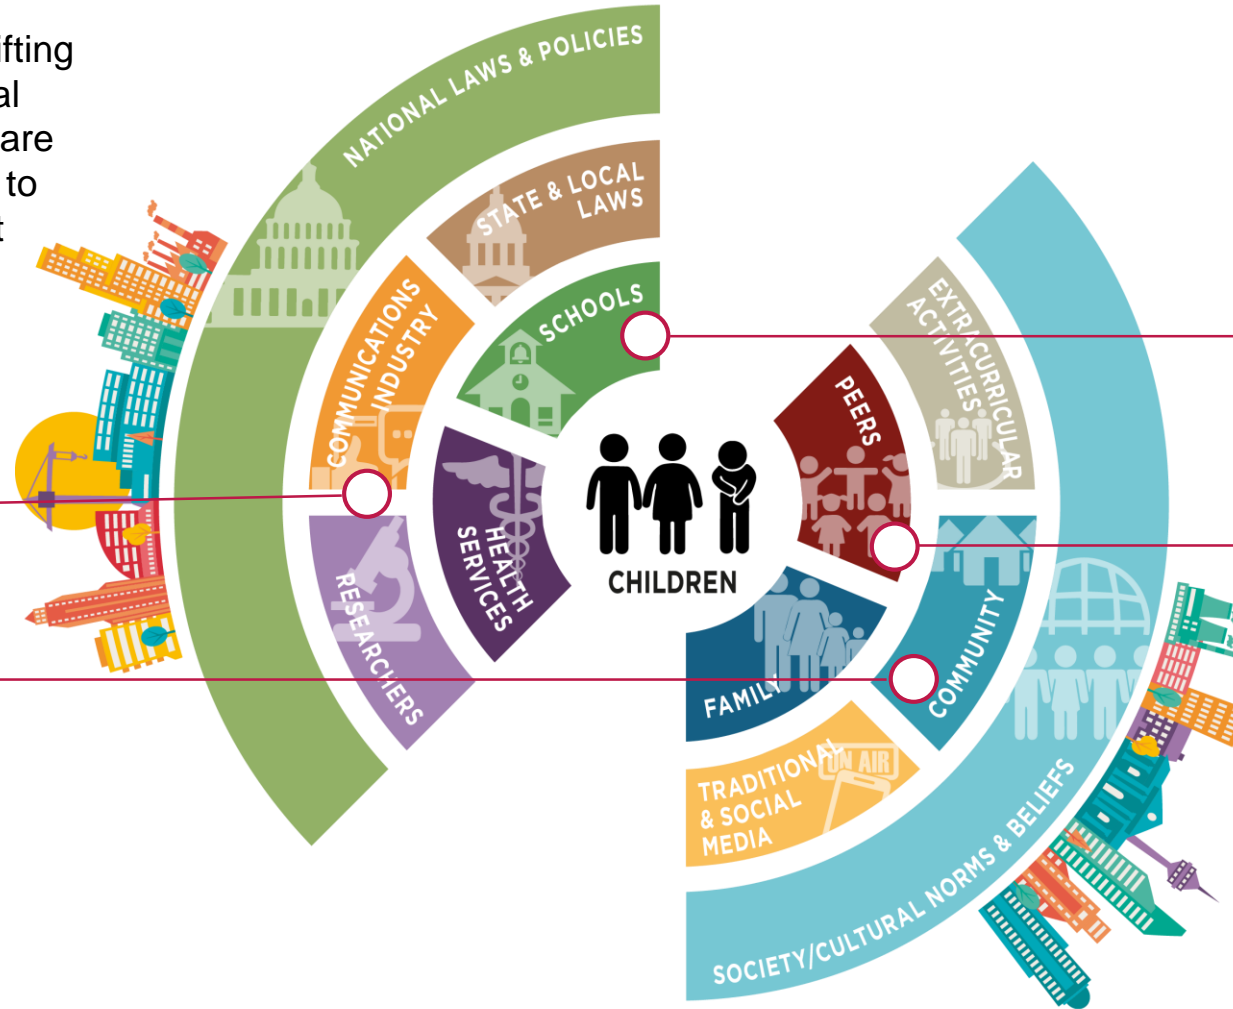 ifting
al
are
to
t
NATIONAL LAWS & POLICIES
STATE & LOCAL
LAWS
SCHOOLS
COMMUNICATIONS
INDUSTRY
HEALTH
SERVICES
RESEARCHERS
CHILDREN
PEERS
EXTRACURRICULAR
ACTIVITIES
FAMILY
COMMUNITY
TRADITIONAL
& SOCIAL
MEDIA
ON AIR
SOCIETY/CULTURAL NORMS & BELIEFS